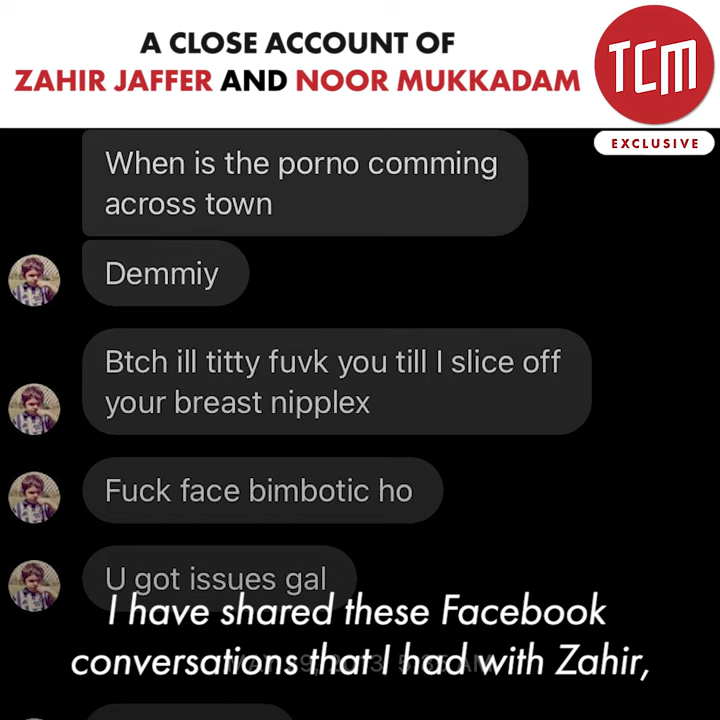 A CLOSE ACCOUNT OF
ZAHIR JAFFER AND NOOR MUKKADAM
TCM
EXCLUSIVE
When is the porno comming
across town
Demmiy
Btch ill titty fuvk you till I slice off
your breast nipplex
Fuck face bimbotic ho
U got issues gal
I have shared these Facebook
conversations that I had with Zahir,